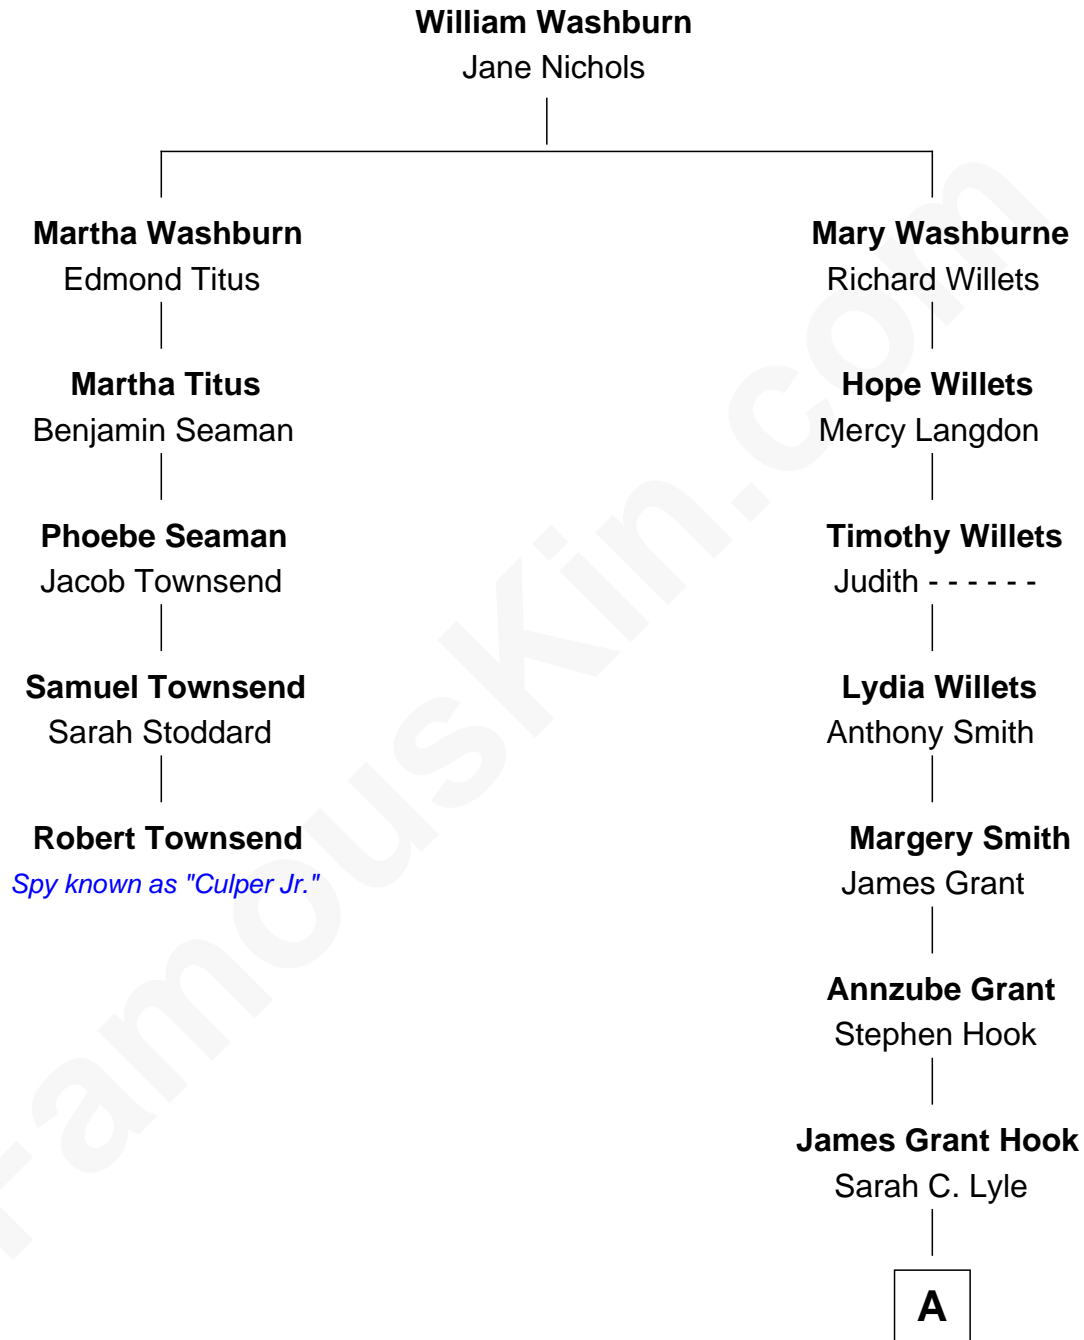 William Washburn
Jane Nichols
Martha Washburn
Edmond Titus
Martha Titus
Benjamin Seaman
Phoebe Seaman
Jacob Townsend
Samuel Townsend
Sarah Stoddard
Robert Townsend
Spy known as "Culper Jr."
Mary Washburne
Richard Willets
Hope Willets
Mercy Langdon
Timothy Willets
Judith - - - - - -
Lydia Willets
Anthony Smith
Margery Smith
James Grant
Annzube Grant
Stephen Hook
James Grant Hook
Sarah C. Lyle
A
FamousKin.com